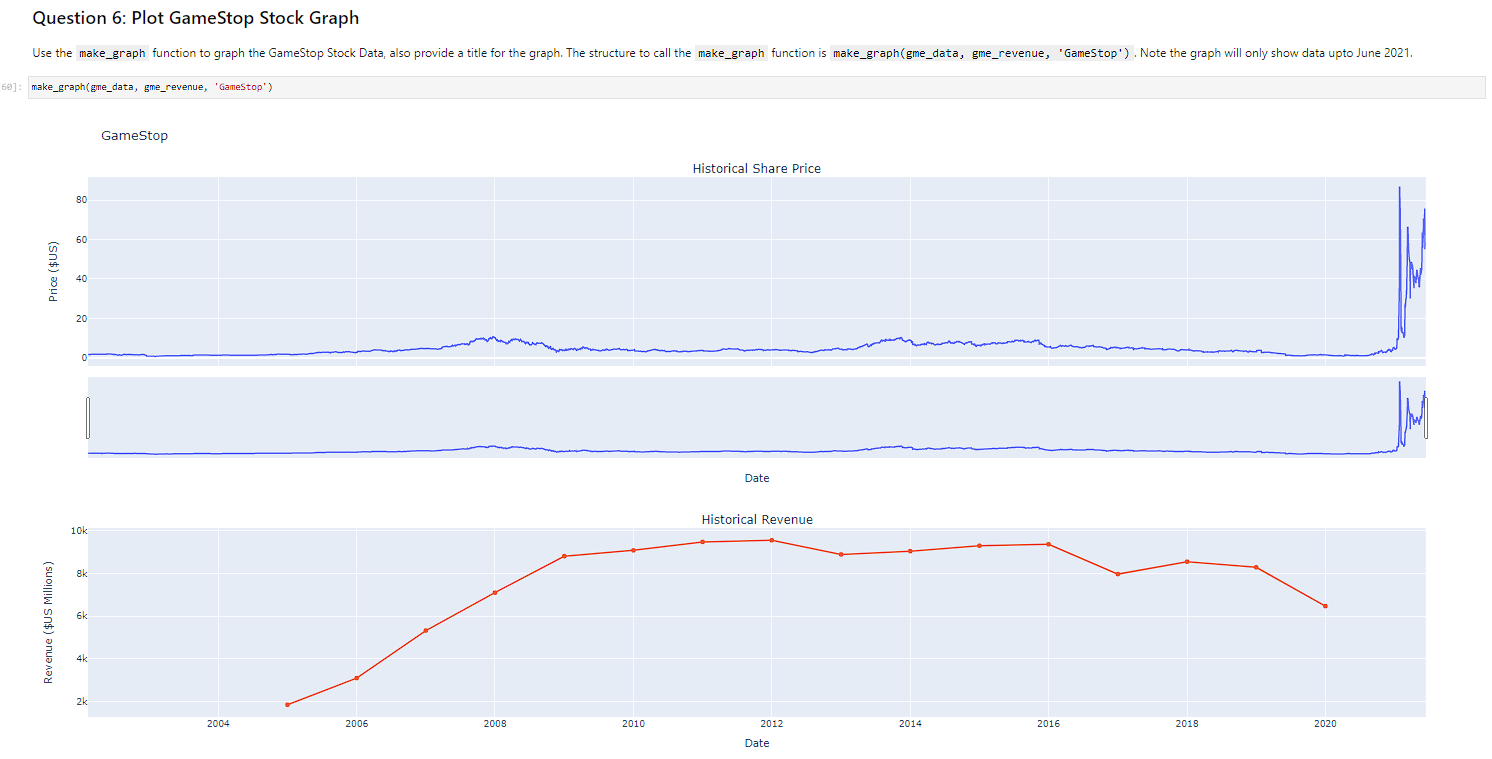 Question 6: Plot GameStop Stock Graph
Use the make_graph function to graph the GameStop Stock Data, also provide a title for the graph. The structure to call the make_graph function is make_graph(gme_data, gme_revenue, 'GameStop') . Note the graph will only show data upto June 2021.
60]: make_graph(gme_data, gme_revenue, 'GameStop')
GameStop
Historical Share Price
80
60
40
20
0
Price ($US)
Date
Historical Revenue
10k
8k
6k
4k
2k
Revenue ($US Millions)
2004 2006 2008 2010 2012 2014 2016 2018 2020
Date